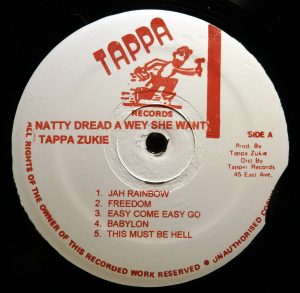 TAPPA
RECORDS
NATTY DREAD A WEY SHE WANT
TAPPA ZUKIE
SIDE A
Prod. By
Tappa Zukie
Dist By
Tapper Records
45 East Ave,
1. JAH RAINBOW
2. FREEDOM
3. EASY COME EASY GO
4. BABYLON
5. THIS MUST BE HELL
ALL RIGHTS OF THE OWNER OF THIS RECORDED WORK RESERVED ● UNAUTHORISED